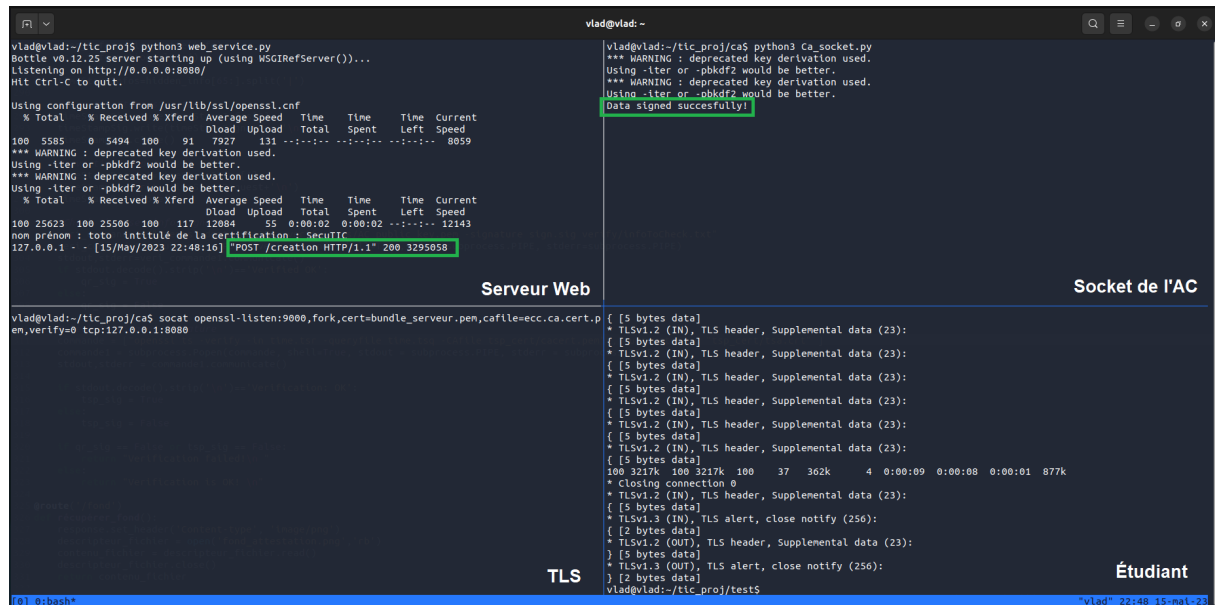 vlad@vlad: ~
vlad@vlad:~/tic_proj$ python3 web_service.py
Bottle v0.12.25 server starting up (using WSGIRefServer())...
Listening on http://0.0.0.0:8080/
Hit Ctrl-C to quit.
Using configuration from /usr/lib/ssl/openssl.cnf
% Total % Received % Xferd Average Speed Time Time Time Current
Dload Upload Total Spent Left Speed
100 5585 0 5494 100 91 7927 131 --:--:-- --:--:-- --:--:-- 8059
*** WARNING : deprecated key derivation used.
Using -iter or -pbkdf2 would be better.
*** WARNING : deprecated key derivation used.
Using -iter or -pbkdf2 would be better.
% Total % Received % Xferd Average Speed Time Time Time Current
Dload Upload Total Spent Left Speed
100 25623 100 25506 100 117 12084 55 0:00:02 0:00:02 --:--:-- 12143
nom prénom : toto intitulé de la certification : SecuTIC
127.0.0.1 - - [15/May/2023 22:48:16] "POST /creation HTTP/1.1" 200 3295058
Serveur Web
vlad@vlad:~/tic_proj/ca$ python3 Ca_socket.py
*** WARNING : deprecated key derivation used.
Using -iter or -pbkdf2 would be better.
*** WARNING : deprecated key derivation used.
Using -iter or -pbkdf2 would be better.
Data signed succesfully!
Socket de l'AC
vlad@vlad:~/tic_proj/ca$ socat openssl-listen:9000,fork,cert=bundle_serveur.pem,cafile=ecc.ca.cert.p
em,verify=0 tcp:127.0.0.1:8080
TLS
{ [5 bytes data]
* TLSv1.2 (IN), TLS header, Supplemental data (23):
{ [5 bytes data]
* TLSv1.2 (IN), TLS header, Supplemental data (23):
{ [5 bytes data]
* TLSv1.2 (IN), TLS header, Supplemental data (23):
{ [5 bytes data]
* TLSv1.2 (IN), TLS header, Supplemental data (23):
{ [5 bytes data]
* TLSv1.2 (IN), TLS header, Supplemental data (23):
{ [5 bytes data]
* TLSv1.2 (IN), TLS header, Supplemental data (23):
{ [5 bytes data]
100 3217k 100 3217k 100 37 362k 4 0:00:09 0:00:08 0:00:01 877k
* Closing connection 0
* TLSv1.2 (IN), TLS header, Supplemental data (23):
{ [5 bytes data]
* TLSv1.3 (IN), TLS alert, close notify (256):
{ [2 bytes data]
* TLSv1.2 (OUT), TLS header, Supplemental data (23):
} [5 bytes data]
* TLSv1.3 (OUT), TLS alert, close notify (256):
} [2 bytes data]
vlad@vlad:~/tic_proj/test$
Étudiant
[0] 0:bash*
"vlad" 22:48 15-mai-23